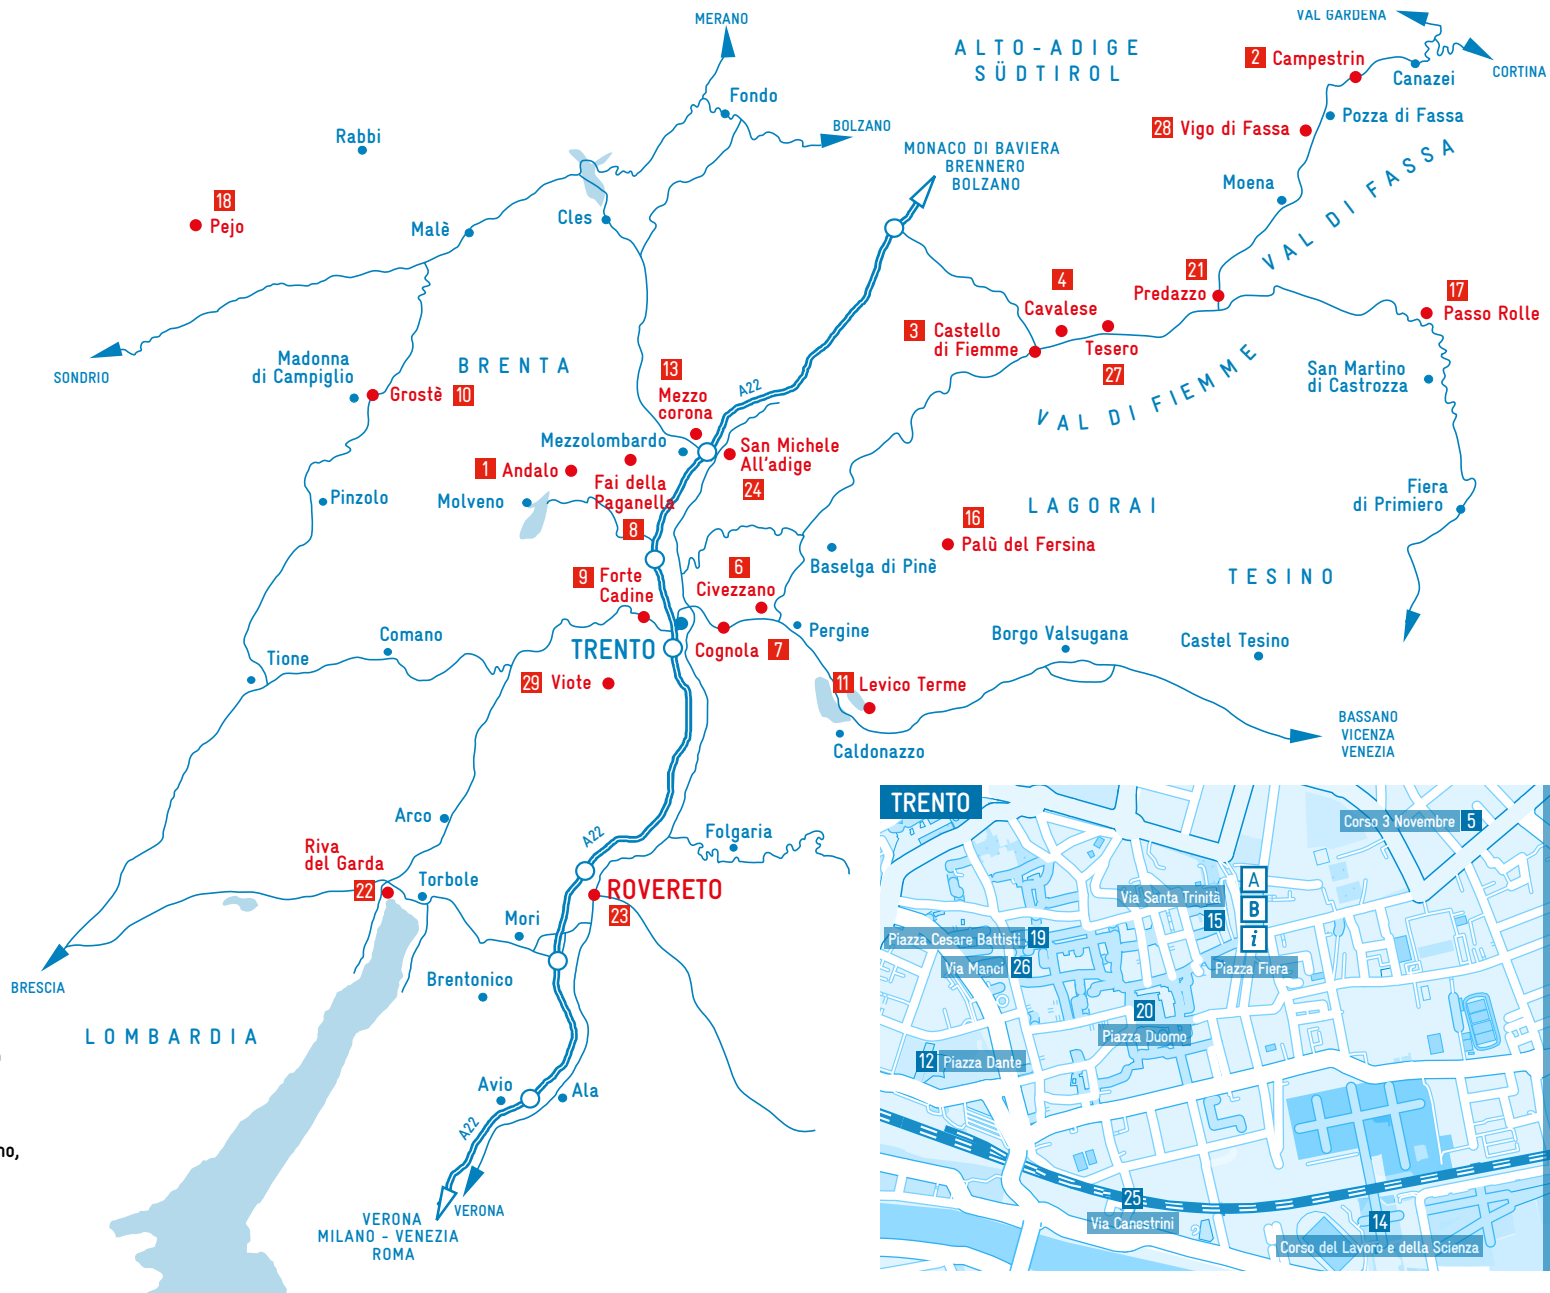 MERANO
VAL GARDENA
ALTO-ADIGE
SÜDTIROL
2 Campestrin
Canazei
CORTINA
Fondo
Pozza di Fassa
Rabbi
BOLZANO
28 Vigo di Fassa
MONACO DI BAVIERA
BRENNERO
BOLZANO
VAL DI FASSA
Moena
18
Pejo
Malè
Cles
21
Predazzo
4
Cavalese
17
Passo Rolle
3 Castello
di Fiemme
Tesero
27
VAL DI FIEMME
SONDRIO
Madonna
di Campiglio
BRENTA
Grostè 10
13
Mezzo
corona
A22
San Martino
di Castrozza
Mezzolombardo
San Michele
All'adige
24
1 Andalo
Fai della
Paganella
8
Molveno
Pinzolo
LAGORAI
Fiera
di Primiero
16
Palù del Fersina
Baselga di Pinè
TESINO
9 Forte
Cadine
6
Civezzano
TRENTO
Cognola 7
Pergine
Borgo Valsugana
Castel Tesino
Comano
Tione
29 Viote
11 Levico Terme
Caldonazzo
BASSANO
VICENZA
VENEZIA
Arco
A22
Folgaria
Riva
del Garda
22
Torbole
ROVERETO
23
Mori
BRESCIA
Brentonico
LOMBARDIA
Avio
Ala
A22
VERONA
VERONA
MILANO - VENEZIA
ROMA
no,
TRENTO
Corso 3 Novembre 5
A
Via Santa Trinità
15
B
i
Piazza Cesare Battisti 19
Via Manci 26
Piazza Fiera
20
Piazza Duomo
12 Piazza Dante
25
Via Canestrini
14
Corso del Lavoro e della Scienza